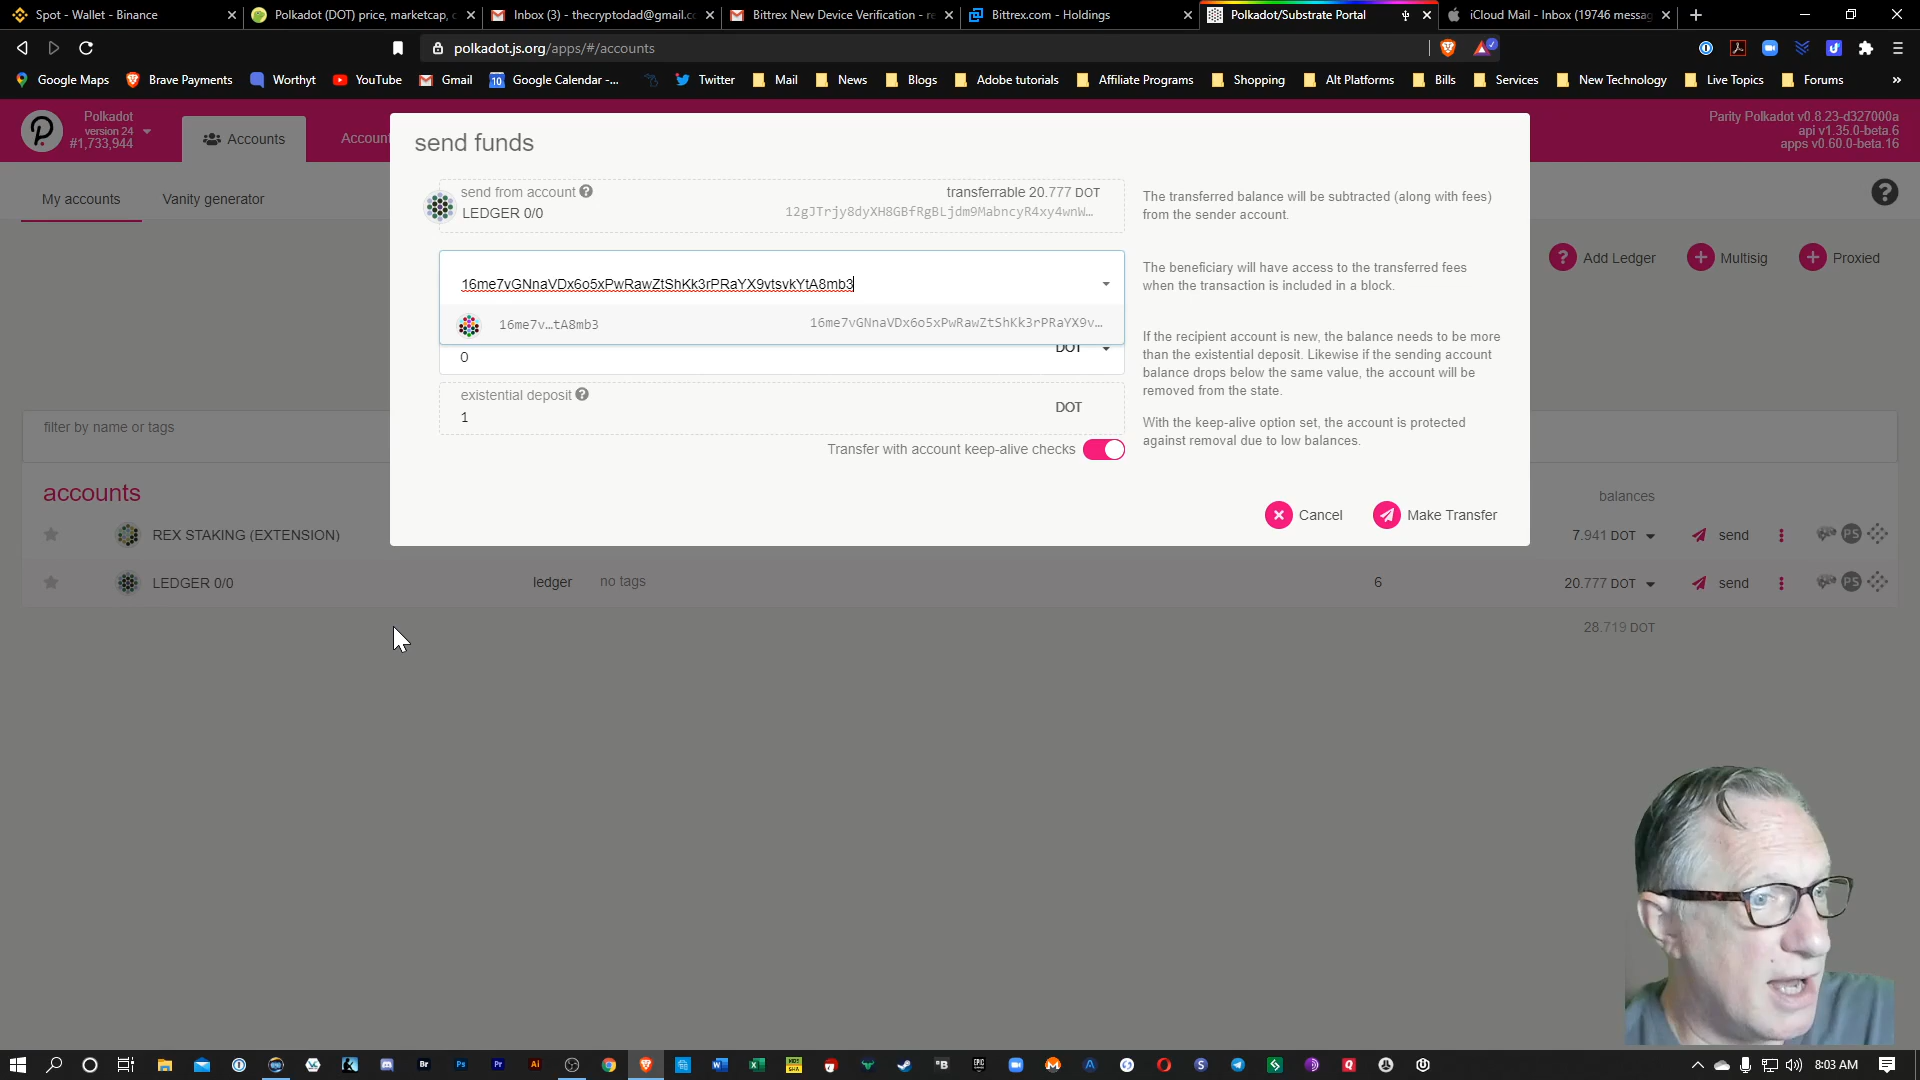 Spot - Wallet - Binance
Polkadot (DOT) price, marketcap, c
Inbox (3) - thecryptodad@gmail.cc
Bittrex New Device Verification - re
Bittrex.com - Holdings
Polkadot/Substrate Portal
iCloud Mail - Inbox (19746 messag
polkadot.js.org/apps/#/accounts
Google Maps
Brave Payments
Worthyt
YouTube
Gmail
Google Calendar -...
Twitter
Mail
News
Blogs
Adobe tutorials
Affiliate Programs
Shopping
Alt Platforms
Bills
Services
New Technology
Live Topics
Forums
»
Polkadot
version 24
#1,733,944
Accounts
Accoun
Parity Polkadot v0.8.23-d327000a
api v1.35.0-beta.6
apps v0.60.0-beta.16
My accounts
Vanity generator
send funds
send from account
transferrable 20.777 DOT
LEDGER 0/0
12gJTrjy8dyXH8GBfRgBLjdm9MabncyR4xy4wnW…
The transferred balance will be subtracted (along with fees)
from the sender account.
16me7vGNnaVDx6o5xPwRawZtShKk3rPRaYX9vtsvkYtA8mb3
16me7v…tA8mb3
16me7vGNnaVDx6o5xPwRawZtShKk3rPRaYX9v…
The beneficiary will have access to the transferred fees
when the transaction is included in a block.
0
DOT
If the recipient account is new, the balance needs to be more
than the existential deposit. Likewise if the sending account
balance drops below the same value, the account will be
removed from the state.
existential deposit
1
DOT
With the keep-alive option set, the account is protected
against removal due to low balances.
Transfer with account keep-alive checks
Cancel
Make Transfer
Add Ledger
Multisig
Proxied
filter by name or tags
accounts
balances
REX STAKING (EXTENSION)
7.941 DOT
send
LEDGER 0/0
ledger
no tags
6
20.777 DOT
send
28.719 DOT
8:03 AM